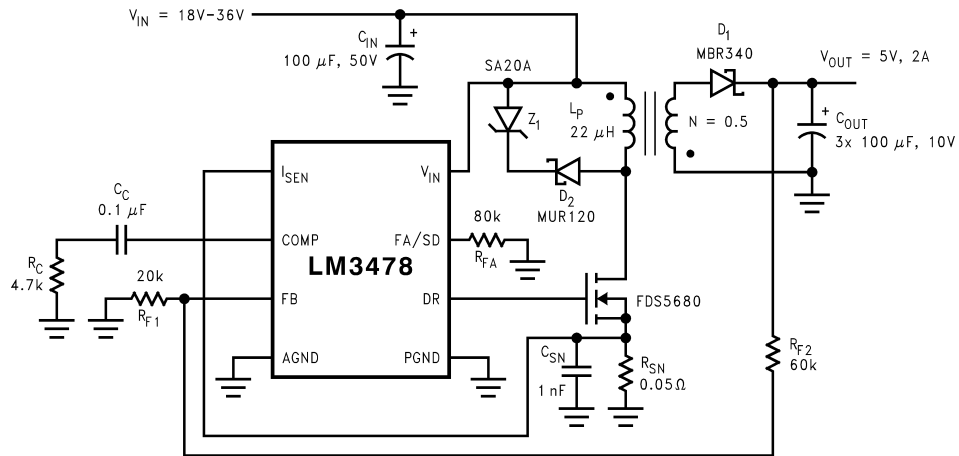 V_IN = 18V-36V
C_IN
100 µF, 50V
+
SA20A
Z_1
D_2
MUR120
L_P
22 µH
N = 0.5
D_1
MBR340
V_OUT = 5V, 2A
+
C_OUT
3x 100 µF, 10V
I_SEN
V_IN
COMP
FA/SD
LM3478
FB
DR
AGND
PGND
C_C
0.1 µF
R_C
4.7k
20k
R_F1
80k
R_FA
FDS5680
C_SN
1 nF
R_SN
0.05Ω
R_F2
60k